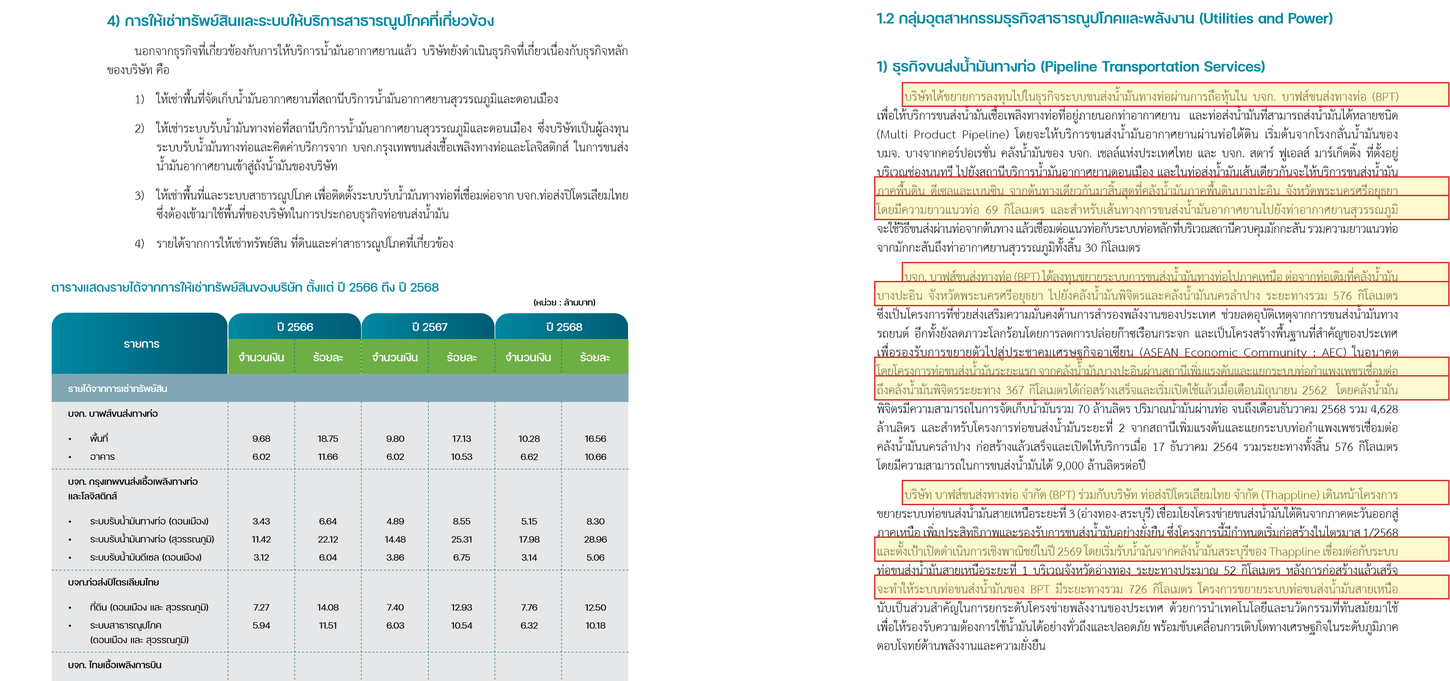 4) การให้เช่าทรัพย์สินและระบบให้บริการสาธารณูปโภคที่เกี่ยวข้อง
นอกจากธุรกิจที่เกี่ยวข้องกับการให้บริการน้ำมันอากาศยานแล้ว บริษัทยังดำเนินธุรกิจที่เกี่ยวเนื่องกับธุรกิจหลัก
ของบริษัท คือ
1) ให้เช่าพื้นที่จัดเก็บน้ำมันอากาศยานที่สถานีบริการน้ำมันอากาศยานสุวรรณภูมิและดอนเมือง
2) ให้เช่าระบบรับน้ำมันทางท่อที่สถานีบริการน้ำมันอากาศยานสุวรรณภูมิและดอนเมือง ซึ่งบริษัทเป็นผู้ลงทุน
ระบบรับน้ำมันทางท่อและคิดค่าบริการจาก บจก.กรุงเทพขนส่งเชื้อเพลิงทางท่อและโลจิสติกส์ ในการขนส่ง
น้ำมันอากาศยานเข้าสู่ถังน้ำมันของบริษัท
3) ให้เช่าพื้นที่และระบบสาธารณูปโภค เพื่อติดตั้งระบบรับน้ำมันทางท่อที่เชื่อมต่อจาก บจก.ท่อส่งปิโตรเลียมไทย
ซึ่งต้องเข้ามาใช้พื้นที่ของบริษัทในการประกอบธุรกิจท่อขนส่งน้ำมัน
4) รายได้จากการให้เช่าทรัพย์สิน ที่ดินและค่าสาธารณูปโภคที่เกี่ยวข้อง
ตารางแสดงรายได้จากการให้เช่าทรัพย์สินของบริษัท ตั้งแต่ ปี 2566 ถึง ปี 2568
(หน่วย : ล้านบาท)
รายการ ปี 2566 ปี 2567 ปี 2568
จำนวนเงิน ร้อยละ จำนวนเงิน ร้อยละ จำนวนเงิน ร้อยละ
รายได้จากการเช่าทรัพย์สิน
บจก. บาฟส์ขนส่งทางท่อ
• พื้นที่ 9.68 18.75 9.80 17.13 10.28 16.56
• อาคาร 6.02 11.66 6.02 10.53 6.62 10.66
บจก. กรุงเทพขนส่งเชื้อเพลิงทางท่อ
และโลจิสติกส์
• ระบบรับน้ำมันทางท่อ (ดอนเมือง) 3.43 6.64 4.89 8.55 5.15 8.30
• ระบบรับน้ำมันทางท่อ (สุวรรณภูมิ) 11.42 22.12 14.48 25.31 17.98 28.96
• ระบบรับน้ำมันดีเซล (ดอนเมือง) 3.12 6.04 3.86 6.75 3.14 5.06
บจก.ท่อส่งปิโตรเลียมไทย
• ที่ดิน (ดอนเมือง และ สุวรรณภูมิ) 7.27 14.08 7.40 12.93 7.76 12.50
• ระบบสาธารณูปโภค 5.94 11.51 6.03 10.54 6.32 10.18
(ดอนเมือง และ สุวรรณภูมิ)
บจก. ไทยเชื้อเพลิงการบิน
1.2 กลุ่มอุตสาหกรรมธุรกิจสาธารณูปโภคและพลังงาน (Utilities and Power)
1) ธุรกิจขนส่งน้ำมันทางท่อ (Pipeline Transportation Services)
บริษัทได้ขยายการลงทุนไปในธุรกิจระบบขนส่งน้ำมันทางท่อผ่านการถือหุ้นใน บจก. บาฟส์ขนส่งทางท่อ (BPT)
เพื่อให้บริการขนส่งน้ำมันเชื้อเพลิงทางท่อที่อยู่ภายนอกท่าอากาศยาน และท่อส่งน้ำมันที่สามารถส่งน้ำมันได้หลายชนิด
(Multi Product Pipeline) โดยจะให้บริการขนส่งน้ำมันอากาศยานผ่านท่อใต้ดิน เริ่มต้นจากโรงกลั่นน้ำมันของ
บมจ. บางจากคอร์ปอเรชั่น คลังน้ำมันของ บจก. เชลล์แห่งประเทศไทย และ บจก. สตาร์ ฟูเอลส์ มาร์เก็ตติ้ง ที่ตั้งอยู่
บริเวณช่องนนทรี ไปยังสถานีบริการน้ำมันอากาศยานดอนเมือง และในท่อส่งน้ำมันเส้นเดียวกันจะให้บริการขนส่งน้ำมัน
ภาคพื้นดิน ดีเซลและเบนซิน จากต้นทางเดียวกันมาสิ้นสุดที่คลังน้ำมันภาคพื้นดินบางปะอิน จังหวัดพระนครศรีอยุธยา
โดยมีความยาวแนวท่อ 69 กิโลเมตร และสำหรับเส้นทางการขนส่งน้ำมันอากาศยานไปยังท่าอากาศยานสุวรรณภูมิ
จะใช้วิธีขนส่งผ่านท่อจากต้นทาง แล้วเชื่อมต่อแนวท่อกับระบบท่อหลักที่บริเวณสถานีควบคุมมักกะสัน รวมความยาวแนวท่อ
จากมักกะสันถึงท่าอากาศยานสุวรรณภูมิทั้งสิ้น 30 กิโลเมตร
บจก. บาฟส์ขนส่งทางท่อ (BPT) ได้ลงทุนขยายระบบการขนส่งน้ำมันทางท่อไปภาคเหนือ ต่อจากท่อเดิมที่คลังน้ำมัน
บางปะอิน จังหวัดพระนครศรีอยุธยา ไปยังคลังน้ำมันพิจิตรและคลังน้ำมันนครลำปาง ระยะทางรวม 576 กิโลเมตร
ซึ่งเป็นโครงการที่ช่วยส่งเสริมความมั่นคงด้านการสำรองพลังงานของประเทศ ช่วยลดอุบัติเหตุจากการขนส่งน้ำมันทาง
รถยนต์ อีกทั้งยังลดภาวะโลกร้อนโดยการลดการปล่อยก๊าซเรือนกระจก และเป็นโครงสร้างพื้นฐานที่สำคัญของประเทศ
เพื่อรองรับการขยายตัวไปสู่ประชาคมเศรษฐกิจอาเซียน (ASEAN Economic Community : AEC) ในอนาคต
โดยโครงการท่อขนส่งน้ำมันระยะแรก จากคลังน้ำมันบางปะอินผ่านสถานีเพิ่มแรงดันและแยกระบบท่อกำแพงเพชรเชื่อมต่อ
ถึงคลังน้ำมันพิจิตรระยะทาง 367 กิโลเมตรได้ก่อสร้างเสร็จและเริ่มเปิดใช้แล้วเมื่อเดือนมิถุนายน 2562 โดยคลังน้ำมัน
พิจิตรมีความสามารถในการจัดเก็บน้ำมันรวม 70 ล้านลิตร ปริมาณน้ำมันผ่านท่อ จนถึงเดือนธันวาคม 2568 รวม 4,628
ล้านลิตร และสำหรับโครงการท่อขนส่งน้ำมันระยะที่ 2 จากสถานีเพิ่มแรงดันและแยกระบบท่อกำแพงเพชรเชื่อมต่อ
คลังน้ำมันนครลำปาง ก่อสร้างแล้วเสร็จและเปิดให้บริการเมื่อ 17 ธันวาคม 2564 รวมระยะทางทั้งสิ้น 576 กิโลเมตร
โดยมีความสามารถในการขนส่งน้ำมันได้ 9,000 ล้านลิตรต่อปี
บริษัท บาฟส์ขนส่งทางท่อ จำกัด (BPT) ร่วมกับบริษัท ท่อส่งปิโตรเลียมไทย จำกัด (Thappline) เดินหน้าโครงการ
ขยายระบบท่อขนส่งน้ำมันสายเหนือระยะที่ 3 (อ่างทอง-สระบุรี) เชื่อมโยงโครงข่ายขนส่งน้ำมันใต้ดินจากภาคตะวันออกสู่
ภาคเหนือ เพิ่มประสิทธิภาพและรองรับการขนส่งน้ำมันอย่างยั่งยืน ซึ่งโครงการนี้มีกำหนดเริ่มก่อสร้างในไตรมาส 1/2568
และตั้งเป้าเปิดดำเนินการเชิงพาณิชย์ในปี 2569 โดยเริ่มรับน้ำมันจากคลังน้ำมันสระบุรีของ Thappline เชื่อมต่อกับระบบ
ท่อขนส่งน้ำมันสายเหนือระยะที่ 1 บริเวณจังหวัดอ่างทอง ระยะทางประมาณ 52 กิโลเมตร หลังการก่อสร้างแล้วเสร็จ
จะทำให้ระบบท่อขนส่งน้ำมันของ BPT มีระยะทางรวม 726 กิโลเมตร โครงการขยายระบบท่อขนส่งน้ำมันสายเหนือ
นับเป็นส่วนสำคัญในการยกระดับโครงข่ายพลังงานของประเทศ ด้วยการนำเทคโนโลยีและนวัตกรรมที่ทันสมัยมาใช้
เพื่อให้รองรับความต้องการใช้น้ำมันได้อย่างทั่วถึงและปลอดภัย พร้อมขับเคลื่อนการเติบโตทางเศรษฐกิจในระดับภูมิภาค
ตอบโจทย์ด้านพลังงานและความยั่งยืน